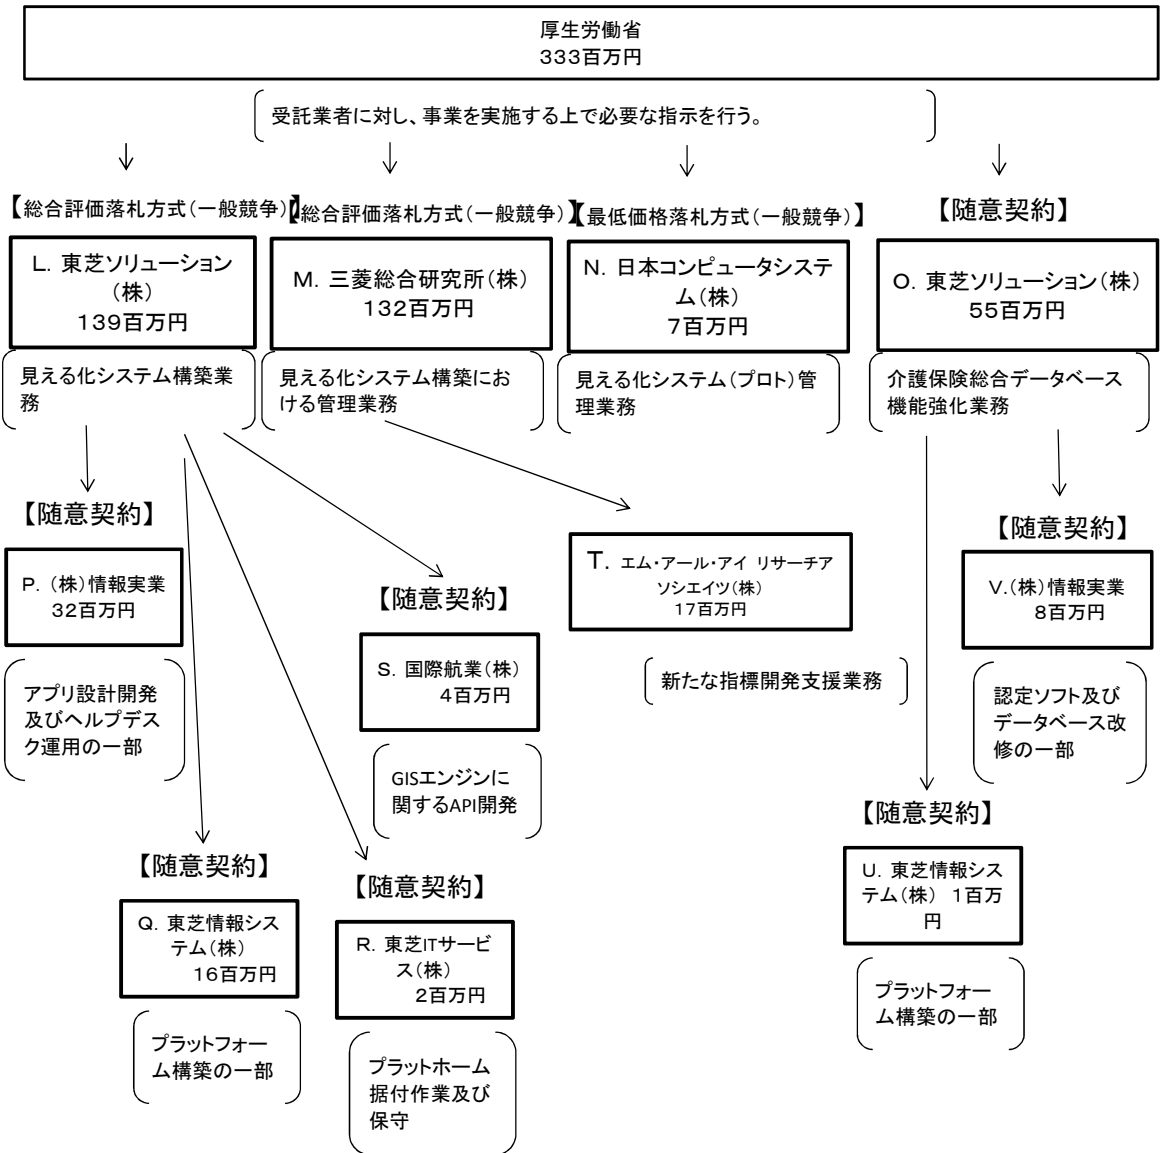 厚生労働省
333百万円
受託業者に対し、事業を実施する上で必要な指示を行う。
【総合評価落札方式(一般競争)】
【総合評価落札方式(一般競争)】
【最低価格落札方式(一般競争)】
【随意契約】
L. 東芝ソリューション
(株)
139百万円
M. 三菱総合研究所(株)
132百万円
N. 日本コンピュータシステ
ム(株)
7百万円
O. 東芝ソリューション(株)
55百万円
見える化システム構築業
務
見える化システム構築にお
ける管理業務
見える化システム(プロト)管
理業務
介護保険総合データベース
機能強化業務
【随意契約】
P. (株)情報実業
32百万円
アプリ設計開発
及びヘルプデス
ク運用の一部
【随意契約】
S. 国際航業(株)
4百万円
GISエンジンに
関するAPI開発
T. エム・アール・アイ リサーチア
ソシエイツ(株)
17百万円
新たな指標開発支援業務
【随意契約】
V.(株)情報実業
8百万円
認定ソフト及び
データベース改
修の一部
【随意契約】
Q. 東芝情報シス
テム(株)
16百万円
プラットフォー
ム構築の一部
【随意契約】
R. 東芝ITサービ
ス(株)
2百万円
プラットホーム
据付作業及び
保守
【随意契約】
U. 東芝情報シス
テム(株) 1百万
円
プラットフォー
ム構築の一部